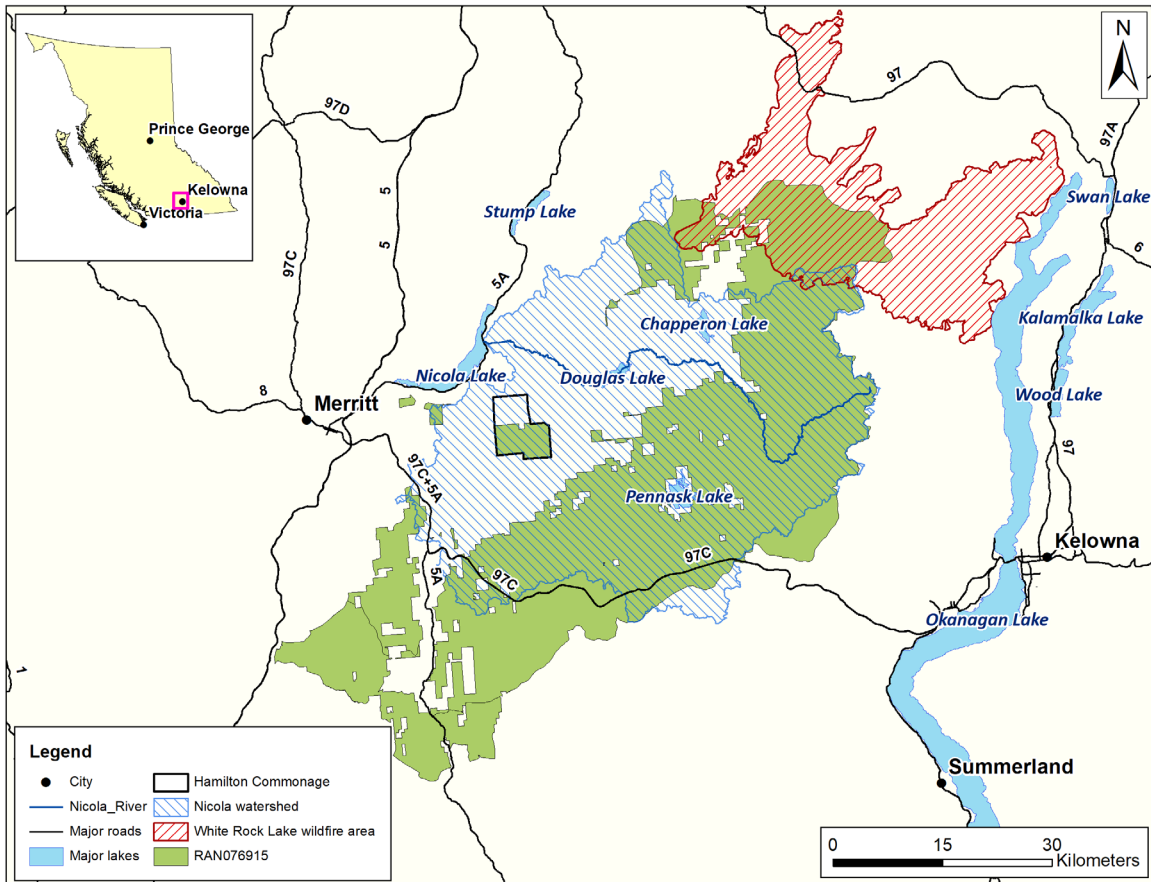 Prince George
Kelowna
Victoria
N
97
97D
97A
5
5
97C
5A
6
8
Stump Lake
Swan Lake
Chapperon Lake
Kalamalka Lake
Nicola Lake
Douglas Lake
Merritt
Wood Lake
97
97C+5A
Pennask Lake
97C
Kelowna
5A
97C
Okanagan Lake
1
Summerland
Legend
City
Nicola_River
Major roads
Major lakes
Hamilton Commonage
Nicola watershed
White Rock Lake wildfire area
RAN076915
0 15 30
Kilometers